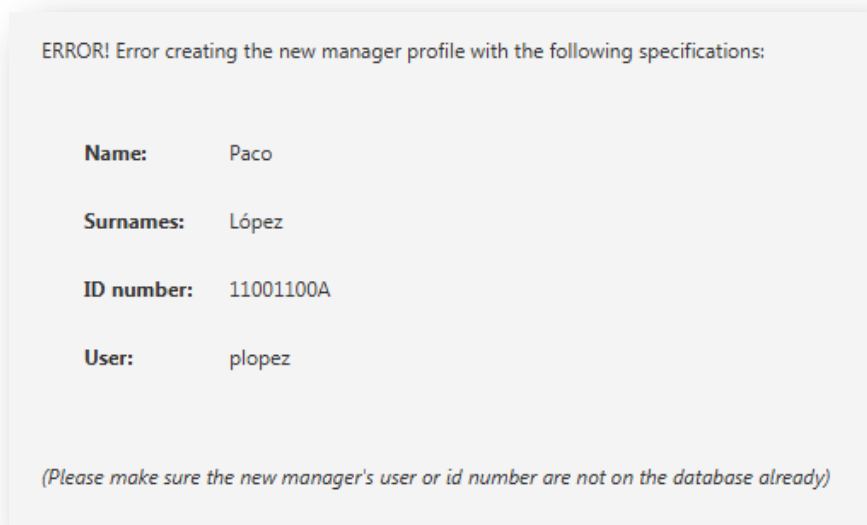 ERROR! Error creating the new manager profile with the following specifications:
Name: Paco
Surnames: López
ID number: 11001100A
User: plopez
(Please make sure the new manager's user or id number are not on the database already)